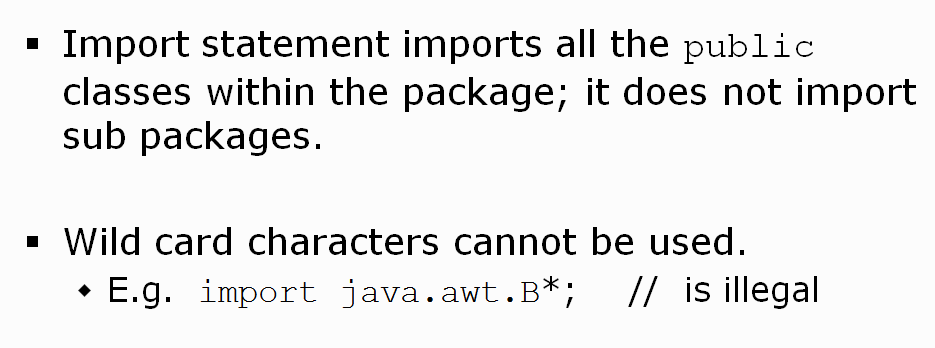 ▪ Import statement imports all the public
classes within the package; it does not import
sub packages.
▪ Wild card characters cannot be used.
◆ E.g. import java.awt.B*; // is illegal